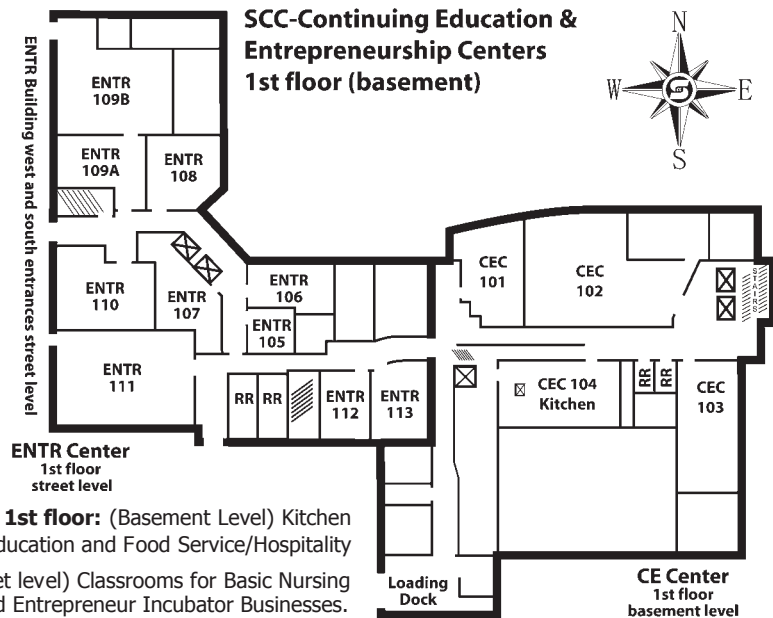 SCC-Continuing Education &
Entrepreneurship Centers
1st floor (basement)
N
W
E
S
ENTR Building west and south entrances street level
ENTR
109B
ENTR
109A
ENTR
108
ENTR
110
ENTR
107
ENTR
106
ENTR
105
ENTR
111
RR
RR
ENTR
112
ENTR
113
CEC
101
CEC
102
STAIRS
CEC 104
Kitchen
RR
RR
CEC
103
ENTR Center
1st floor
street level
1st floor: (Basement Level) Kitchen
ducation and Food Service/Hospitality
et level) Classrooms for Basic Nursing
d Entrepreneur Incubator Businesses.
Loading
Dock
CE Center
1st floor
basement level